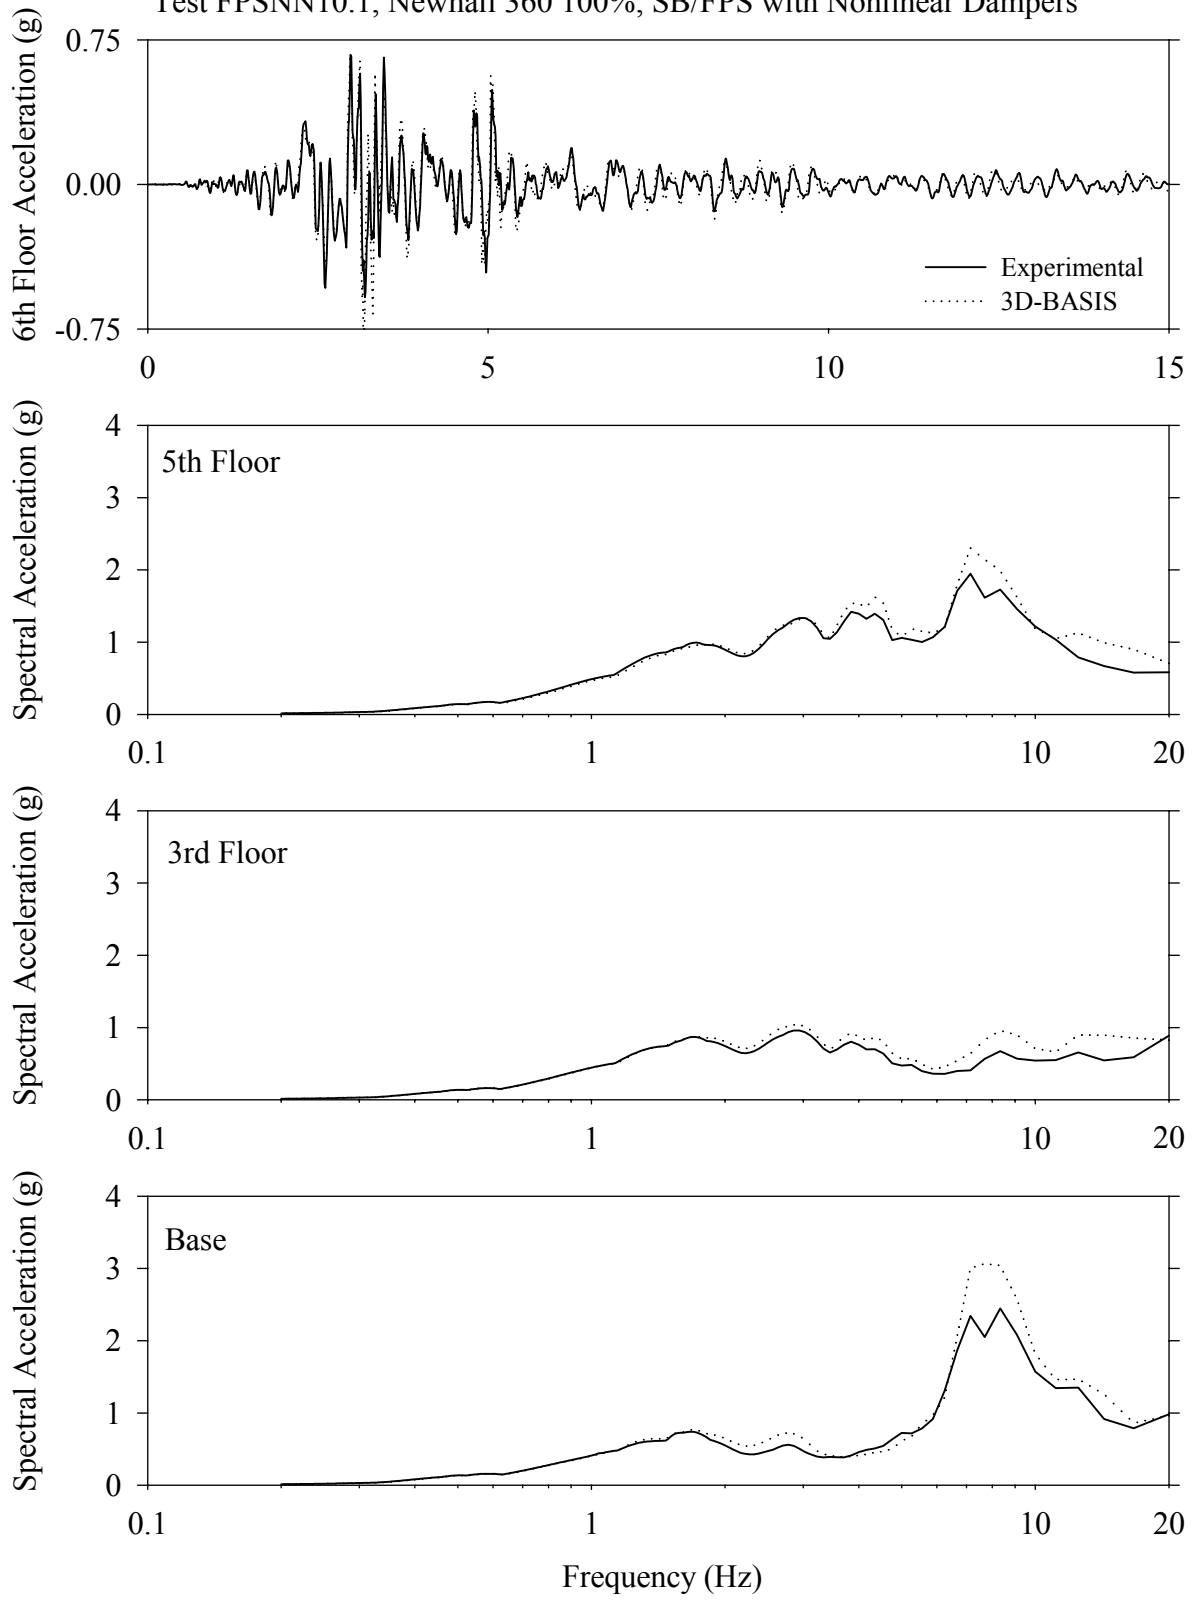 Test FPSNN10.1, Newhall 360 100%, SB/FPS with Nonlinear Dampers
6th Floor Acceleration (g)
0.75
0.00
-0.75
Experimental
3D-BASIS
0 5 10 15
Spectral Acceleration (g)
4
3
2
1
0
5th Floor
0.1 1 10 20
Spectral Acceleration (g)
4
3
2
1
0
3rd Floor
0.1 1 10 20
Spectral Acceleration (g)
4
3
2
1
0
Base
0.1 1 10 20
Frequency (Hz)